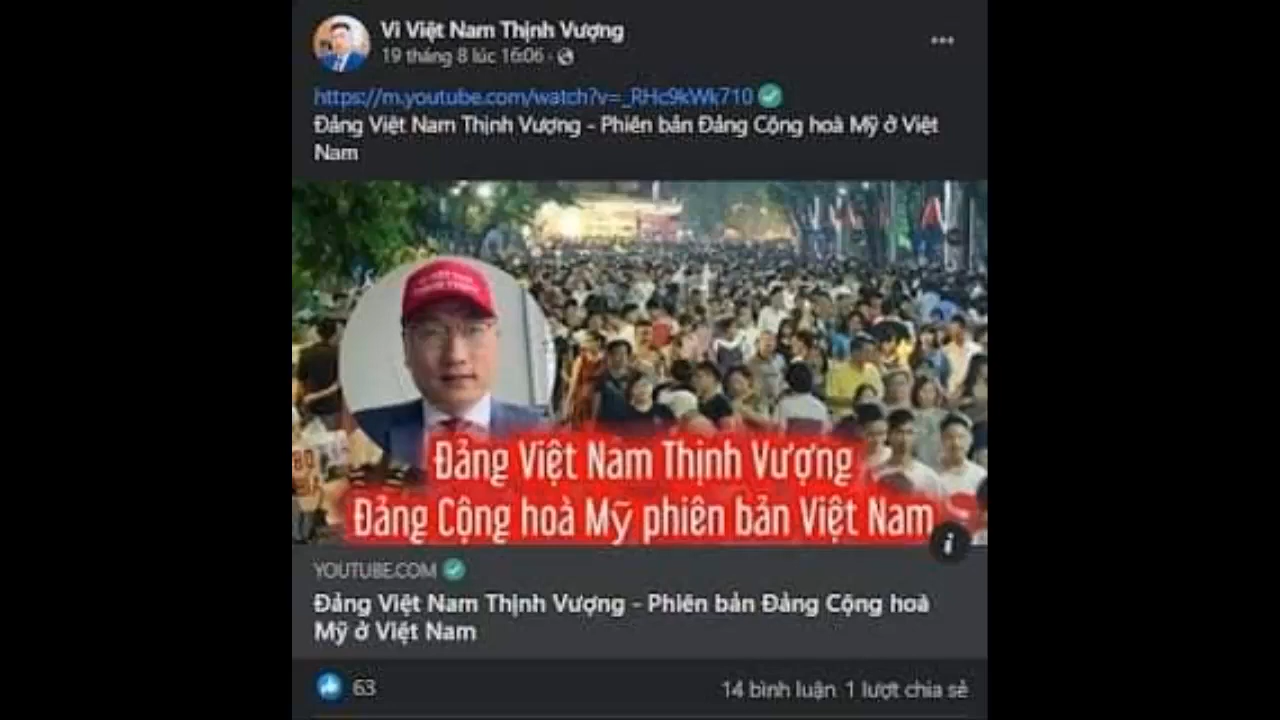 Vì Việt Nam Thịnh Vượng
19 tháng 8 lúc 16:06 ·
https://m.youtube.com/watch?v=_RHc9kWk710
Đảng Việt Nam Thịnh Vượng - Phiên bản Đảng Cộng hoà Mỹ ở Việt
Nam
Đảng Việt Nam Thịnh Vượng
Đảng Cộng hoà Mỹ phiên bản Việt Nam
YOUTUBE.COM
Đảng Việt Nam Thịnh Vượng - Phiên bản Đảng Cộng hoà
Mỹ ở Việt Nam
63
14 bình luận 1 lượt chia sẻ